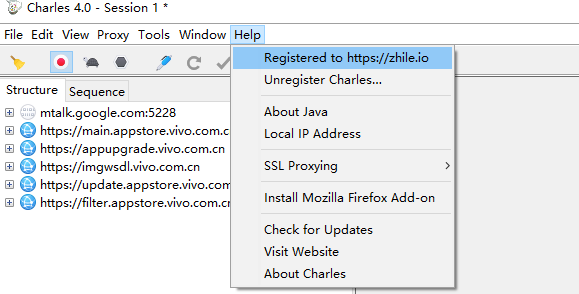 Charles 4.0 - Session 1 *
File Edit View Proxy Tools Window Help
Structure Sequence
mtalk.google.com:5228
https://main.appstore.vivo.com.c
https://appupgrade.vivo.com.cn
https://imgwsdl.vivo.com.cn
https://update.appstore.vivo.com
https://filter.appstore.vivo.com.cn
Registered to https://zhile.io
Unregister Charles...
About Java
Local IP Address
SSL Proxying
Install Mozilla Firefox Add-on
Check for Updates
Visit Website
About Charles